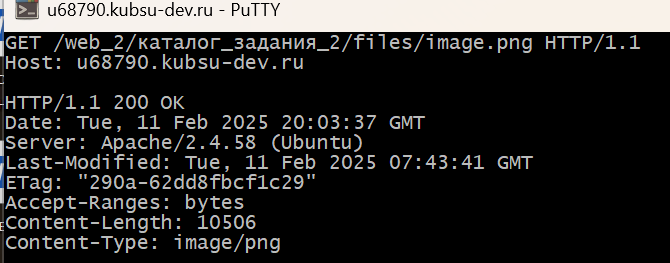 u68790.kubsu-dev.ru - PuTTY
GET /web_2/каталог_задания_2/files/image.png HTTP/1.1
Host: u68790.kubsu-dev.ru
HTTP/1.1 200 OK
Date: Tue, 11 Feb 2025 20:03:37 GMT
Server: Apache/2.4.58 (Ubuntu)
Last-Modified: Tue, 11 Feb 2025 07:43:41 GMT
ETag: "290a-62dd8fbcf1c29"
Accept-Ranges: bytes
Content-Length: 10506
Content-Type: image/png